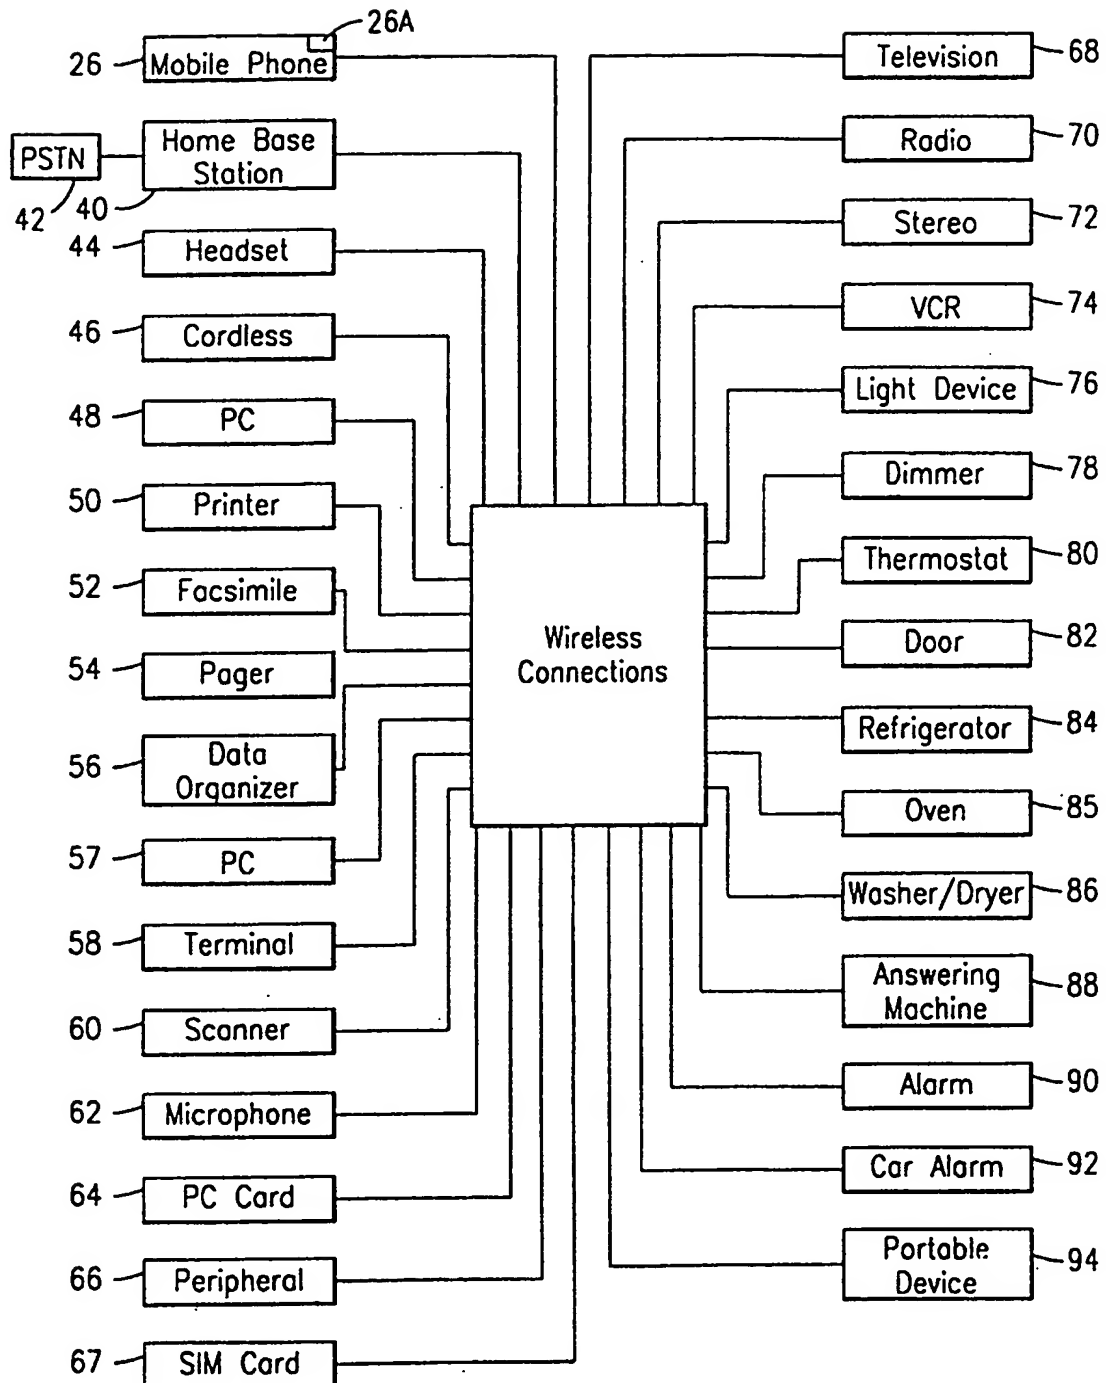 26A
26
Mobile Phone
PSTN
42
Home Base
Station
40
44
Headset
46
Cordless
48
PC
50
Printer
52
Facsimile
54
Pager
56
Data
Organizer
57
PC
58
Terminal
60
Scanner
62
Microphone
64
PC Card
66
Peripheral
67
SIM Card
Wireless
Connections
Television
68
Radio
70
Stereo
72
VCR
74
Light Device
76
Dimmer
78
Thermostat
80
Door
82
Refrigerator
84
Oven
85
Washer/Dryer
86
Answering
Machine
88
Alarm
90
Car Alarm
92
Portable
Device
94